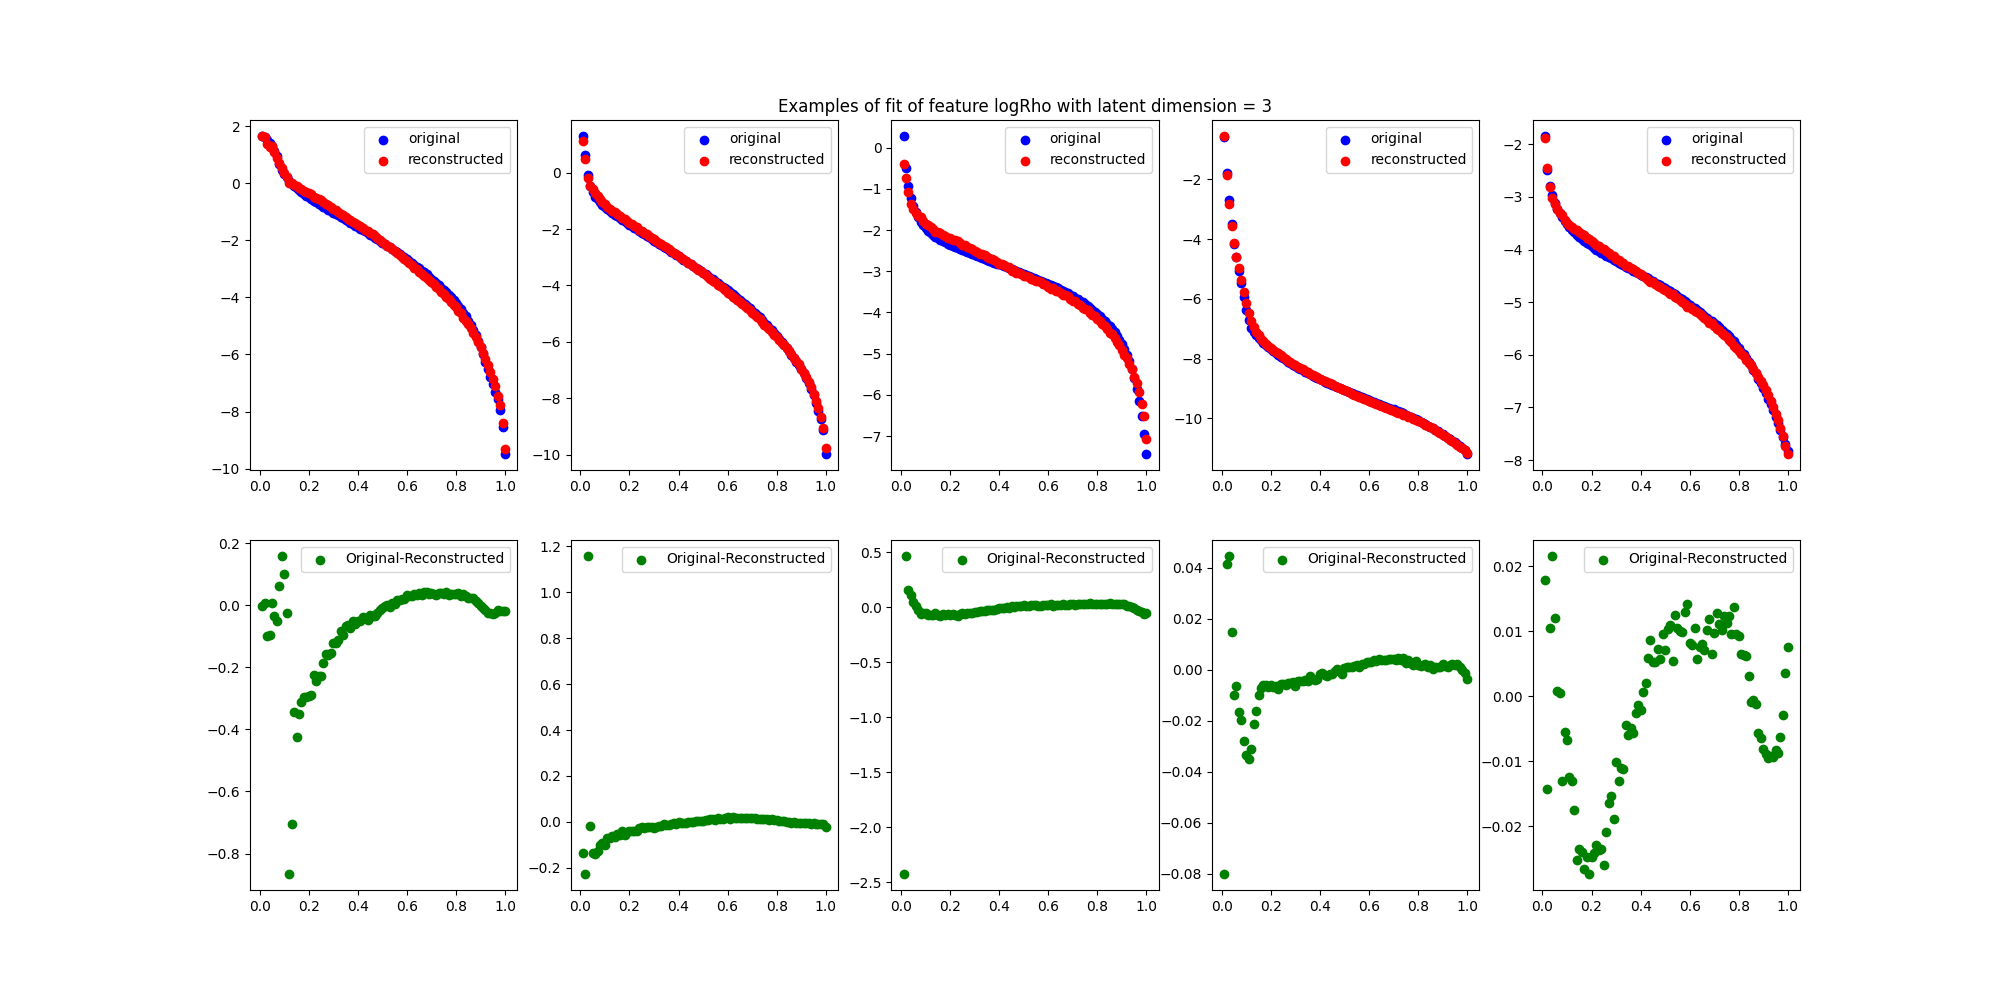 Examples of fit of feature logRho with latent dimension = 3
original
reconstructed
2
0
−2
−4
−6
−8
−10
0.0 0.2 0.4 0.6 0.8 1.0
original
reconstructed
0
−2
−4
−6
−8
−10
0.0 0.2 0.4 0.6 0.8 1.0
original
reconstructed
0
−1
−2
−3
−4
−5
−6
−7
0.0 0.2 0.4 0.6 0.8 1.0
original
reconstructed
−2
−4
−6
−8
−10
0.0 0.2 0.4 0.6 0.8 1.0
original
reconstructed
−2
−3
−4
−5
−6
−7
−8
0.0 0.2 0.4 0.6 0.8 1.0
Original-Reconstructed
0.2
0.0
−0.2
−0.4
−0.6
−0.8
0.0 0.2 0.4 0.6 0.8 1.0
Original-Reconstructed
1.2
1.0
0.8
0.6
0.4
0.2
0.0
−0.2
0.0 0.2 0.4 0.6 0.8 1.0
Original-Reconstructed
0.5
0.0
−0.5
−1.0
−1.5
−2.0
−2.5
0.0 0.2 0.4 0.6 0.8 1.0
Original-Reconstructed
0.04
0.02
0.00
−0.02
−0.04
−0.06
−0.08
0.0 0.2 0.4 0.6 0.8 1.0
Original-Reconstructed
0.02
0.01
0.00
−0.01
−0.02
0.0 0.2 0.4 0.6 0.8 1.0